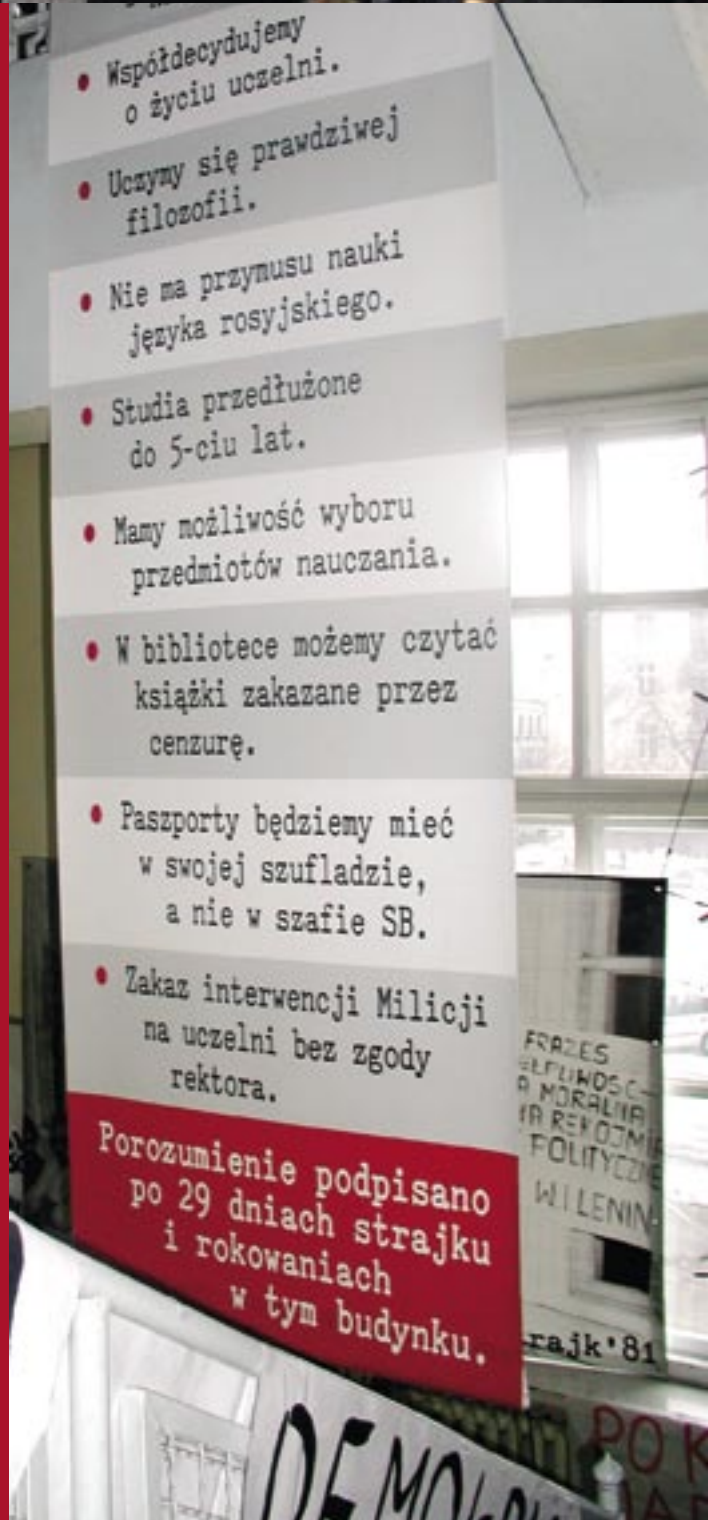 • Współdecydujemy
o życiu uczelni.
• Uczymy się prawdziwej
filozofii.
• Nie ma przymusu nauki
języka rosyjskiego.
• Studia przedłużone
do 5-ciu lat.
• Mamy możliwość wyboru
przedmiotów nauczania.
• W bibliotece możemy czytać
książki zakazane przez
cenzurę.
• Paszporty będziemy mieć
w swojej szufladzie,
a nie w szafie SB.
• Zakaz interwencji Milicji
na uczelni bez zgody
rektora.
Porozumienie podpisano
po 29 dniach strajku
i rokowaniach
w tym budynku.
FRAZES
MORALNA
POLITYCZNE
W I LENIN
rajk'81
PO K